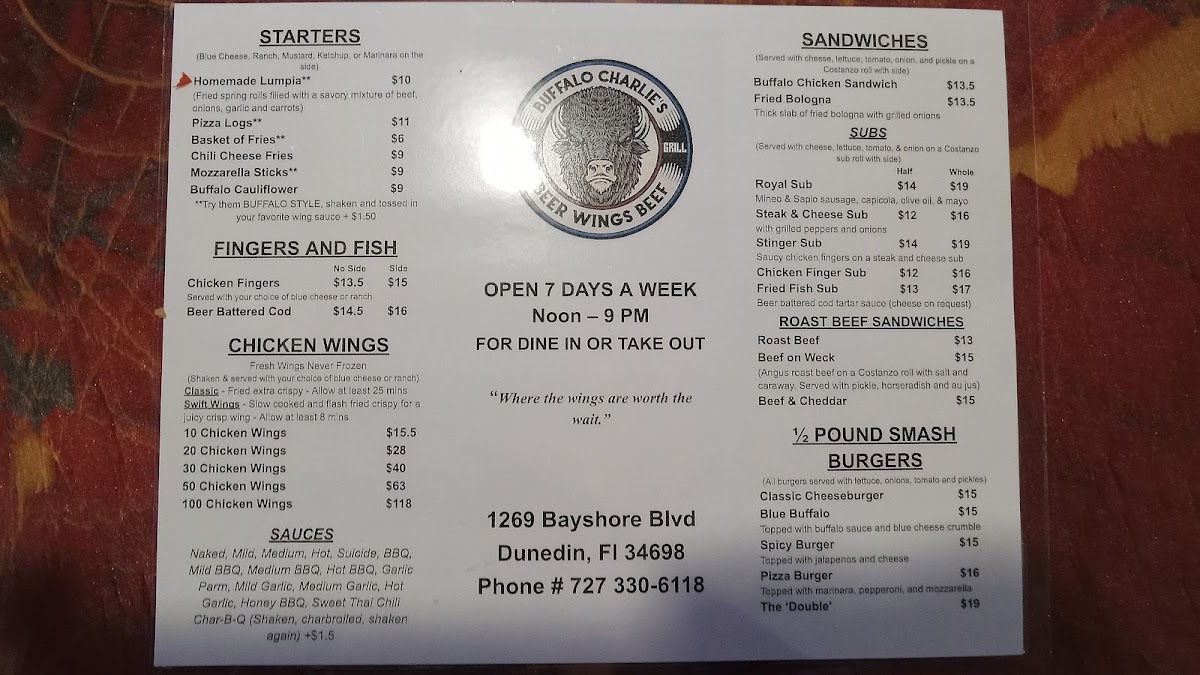 STARTERS
(Blue Cheese, Ranch, Mustard, Ketchup, or Marinara on the
side)
Homemade Lumpia** $10
(Fried spring rolls filled with a savory mixture of beef,
onions, garlic and carrots)
Pizza Logs** $11
Basket of Fries** $6
Chili Cheese Fries $9
Mozzarella Sticks** $9
Buffalo Cauliflower $9
**Try them BUFFALO STYLE, shaken and tossed in
your favorite wing sauce + $1.50
FINGERS AND FISH
No Side Side
Chicken Fingers $13.5 $15
Served with your choice of blue cheese or ranch
Beer Battered Cod $14.5 $16
CHICKEN WINGS
Fresh Wings Never Frozen
(Shaken & served with your choice of blue cheese or ranch)
Classic - Fried extra crispy - Allow at least 25 mins
Swift Wings - Slow cooked and flash fried crispy for a
juicy crisp wing - Allow at least 8 mins
10 Chicken Wings $15.5
20 Chicken Wings $28
30 Chicken Wings $40
50 Chicken Wings $63
100 Chicken Wings $118
SAUCES
Naked, Mild, Medium, Hot, Suicide, BBQ,
Mild BBQ, Medium BBQ, Hot BBQ, Garlic
Parm, Mild Garlic, Medium Garlic, Hot
Garlic, Honey BBQ, Sweet Thai Chili
Char-B-Q (Shaken, charbroiled, shaken
again) +$1.5
BUFFALO CHARLIE'S
GRILL
BEER WINGS BEEF
OPEN 7 DAYS A WEEK
Noon – 9 PM
FOR DINE IN OR TAKE OUT
“Where the wings are worth the
wait.”
1269 Bayshore Blvd
Dunedin, Fl 34698
Phone # 727 330-6118
SANDWICHES
(Served with cheese, lettuce, tomato, onion, and pickle on a
Costanzo roll with side)
Buffalo Chicken Sandwich $13.5
Fried Bologna $13.5
Thick slab of fried bologna with grilled onions
SUBS
(Served with cheese, lettuce, tomato, & onion on a Costanzo
sub roll with side)
Half Whole
Royal Sub $14 $19
Mineo & Sapio sausage, capicola, olive oil, & mayo
Steak & Cheese Sub $12 $16
with grilled peppers and onions
Stinger Sub $14 $19
Saucy chicken fingers on a steak and cheese sub
Chicken Finger Sub $12 $16
Fried Fish Sub $13 $17
Beer battered cod tartar sauce (cheese on request)
ROAST BEEF SANDWICHES
Roast Beef $13
Beef on Weck $15
(Angus roast beef on a Costanzo roll with salt and
caraway. Served with pickle, horseradish and au jus)
Beef & Cheddar $15
½ POUND SMASH
BURGERS
(All burgers served with lettuce, onions, tomato and pickles)
Classic Cheeseburger $15
Blue Buffalo $15
Topped with buffalo sauce and blue cheese crumble
Spicy Burger $15
Topped with jalapenos and cheese
Pizza Burger $16
Topped with marinara, pepperoni, and mozzarella
The ‘Double’ $19